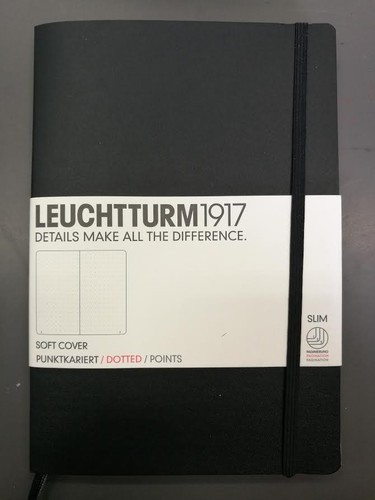 LEUCHTTURM1917
DETAILS MAKE ALL THE DIFFERENCE.
SLIM
SOFT COVER
PUNKTKARIERT / DOTTED / POINTS